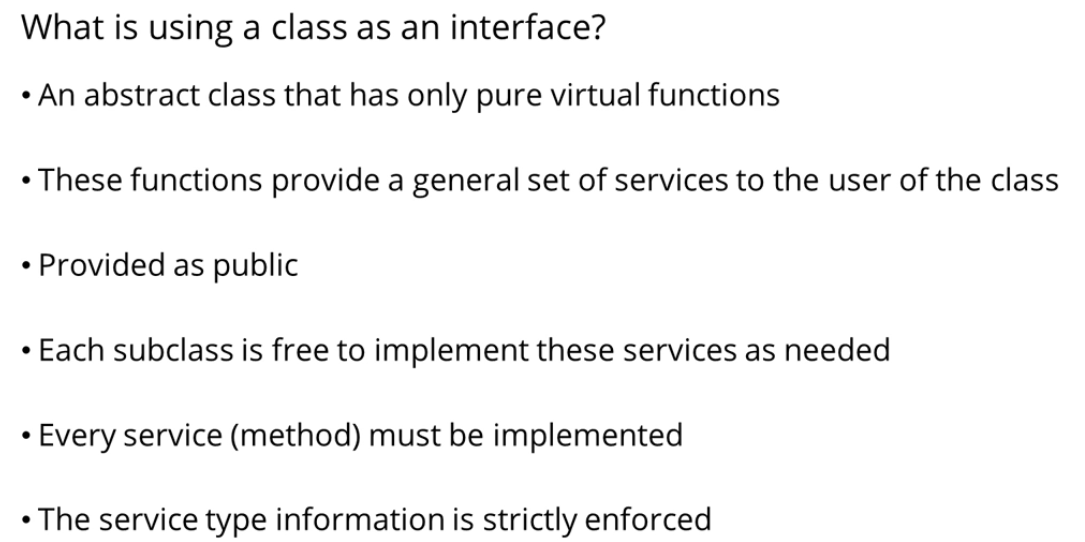 What is using a class as an interface?
• An abstract class that has only pure virtual functions
• These functions provide a general set of services to the user of the class
• Provided as public
• Each subclass is free to implement these services as needed
• Every service (method) must be implemented
• The service type information is strictly enforced